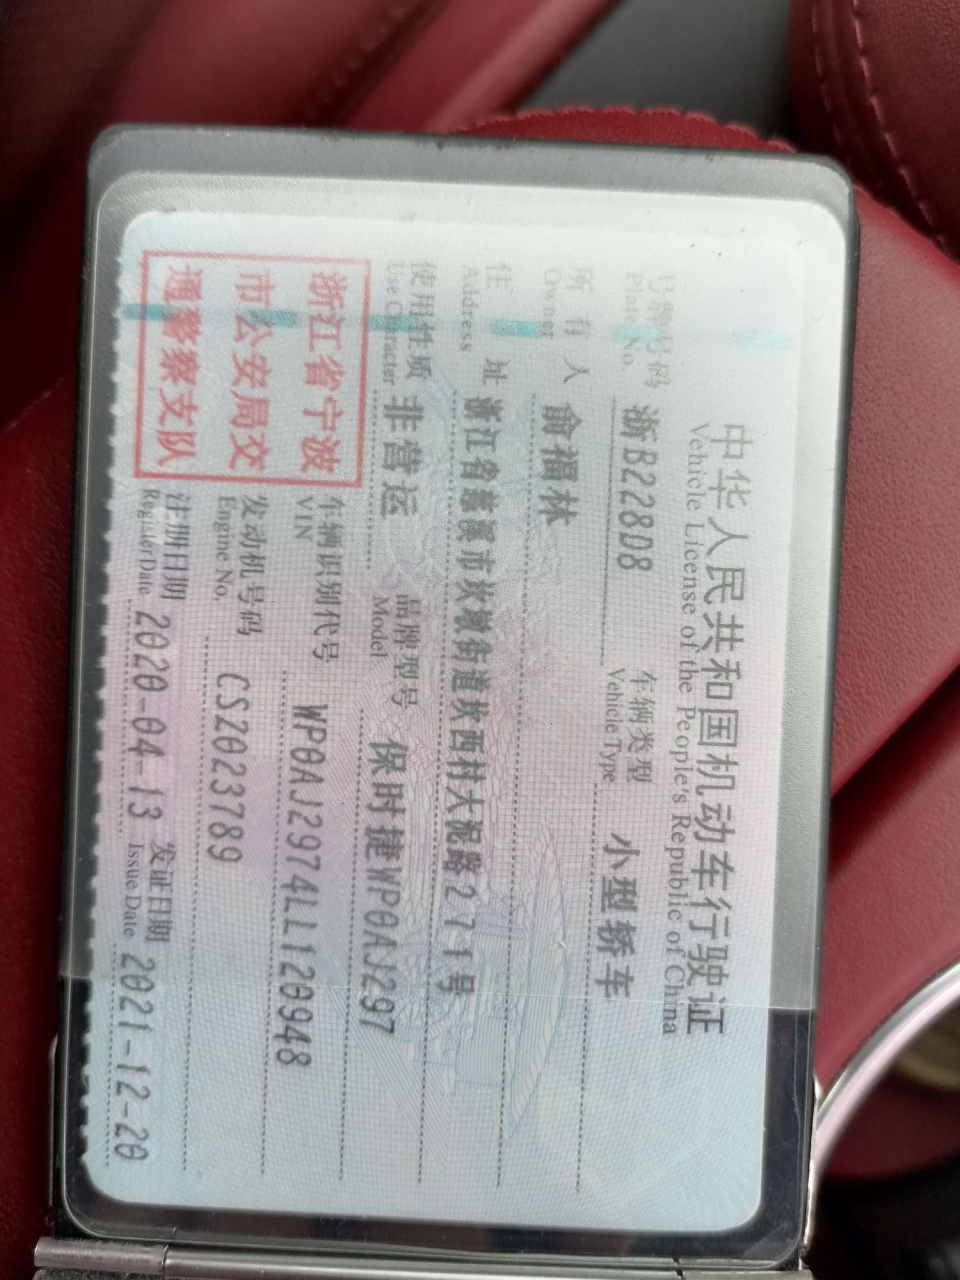 中华人民共和国机动车行驶证
Vehicle License of the People's Republic of China
号牌号码 浙B228D8 车辆类型 小型轿车
Plate No. Vehicle Type
所有人 俞福林
Owner
住址 浙江省慈溪市坎墩街道坎西村大祝路271号
Address
使用性质 非营运 品牌型号 保时捷WP0AJ297
Use Character Model
浙江省宁波
市公安局交
通警察支队
车辆识别代号 WP0AJ2974LL120948
VIN
发动机号码 CSZ023789
Engine No.
注册日期 2020-04-13 发证日期 2021-12-20
Register Date Issue Date